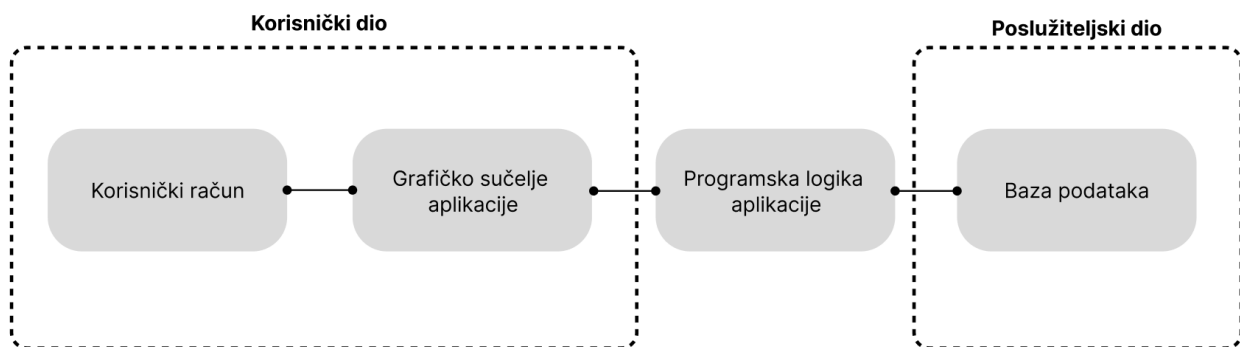 Korisnički dio
Poslužiteljski dio
Korisnički račun
Grafičko sučelje
aplikacije
Programska logika
aplikacije
Baza podataka